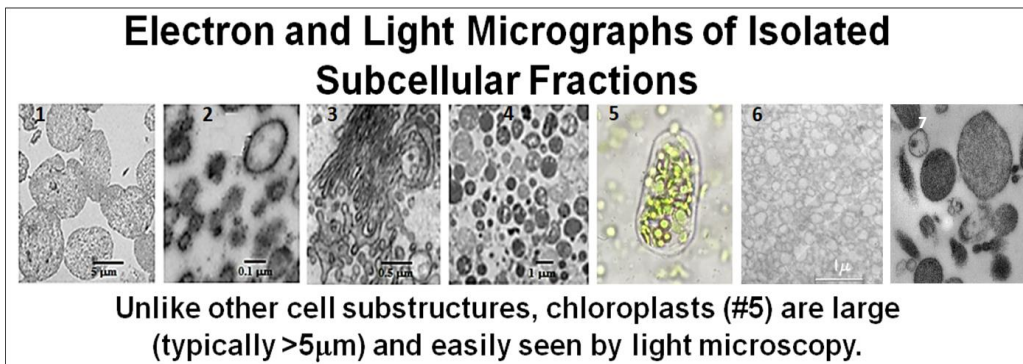 Electron and Light Micrographs of Isolated
Subcellular Fractions
1 2 3 4 5 6 7
5 µm 0.1 µm 0.5 µm 1 µm 1µ
Unlike other cell substructures, chloroplasts (#5) are large
(typically >5µm) and easily seen by light microscopy.